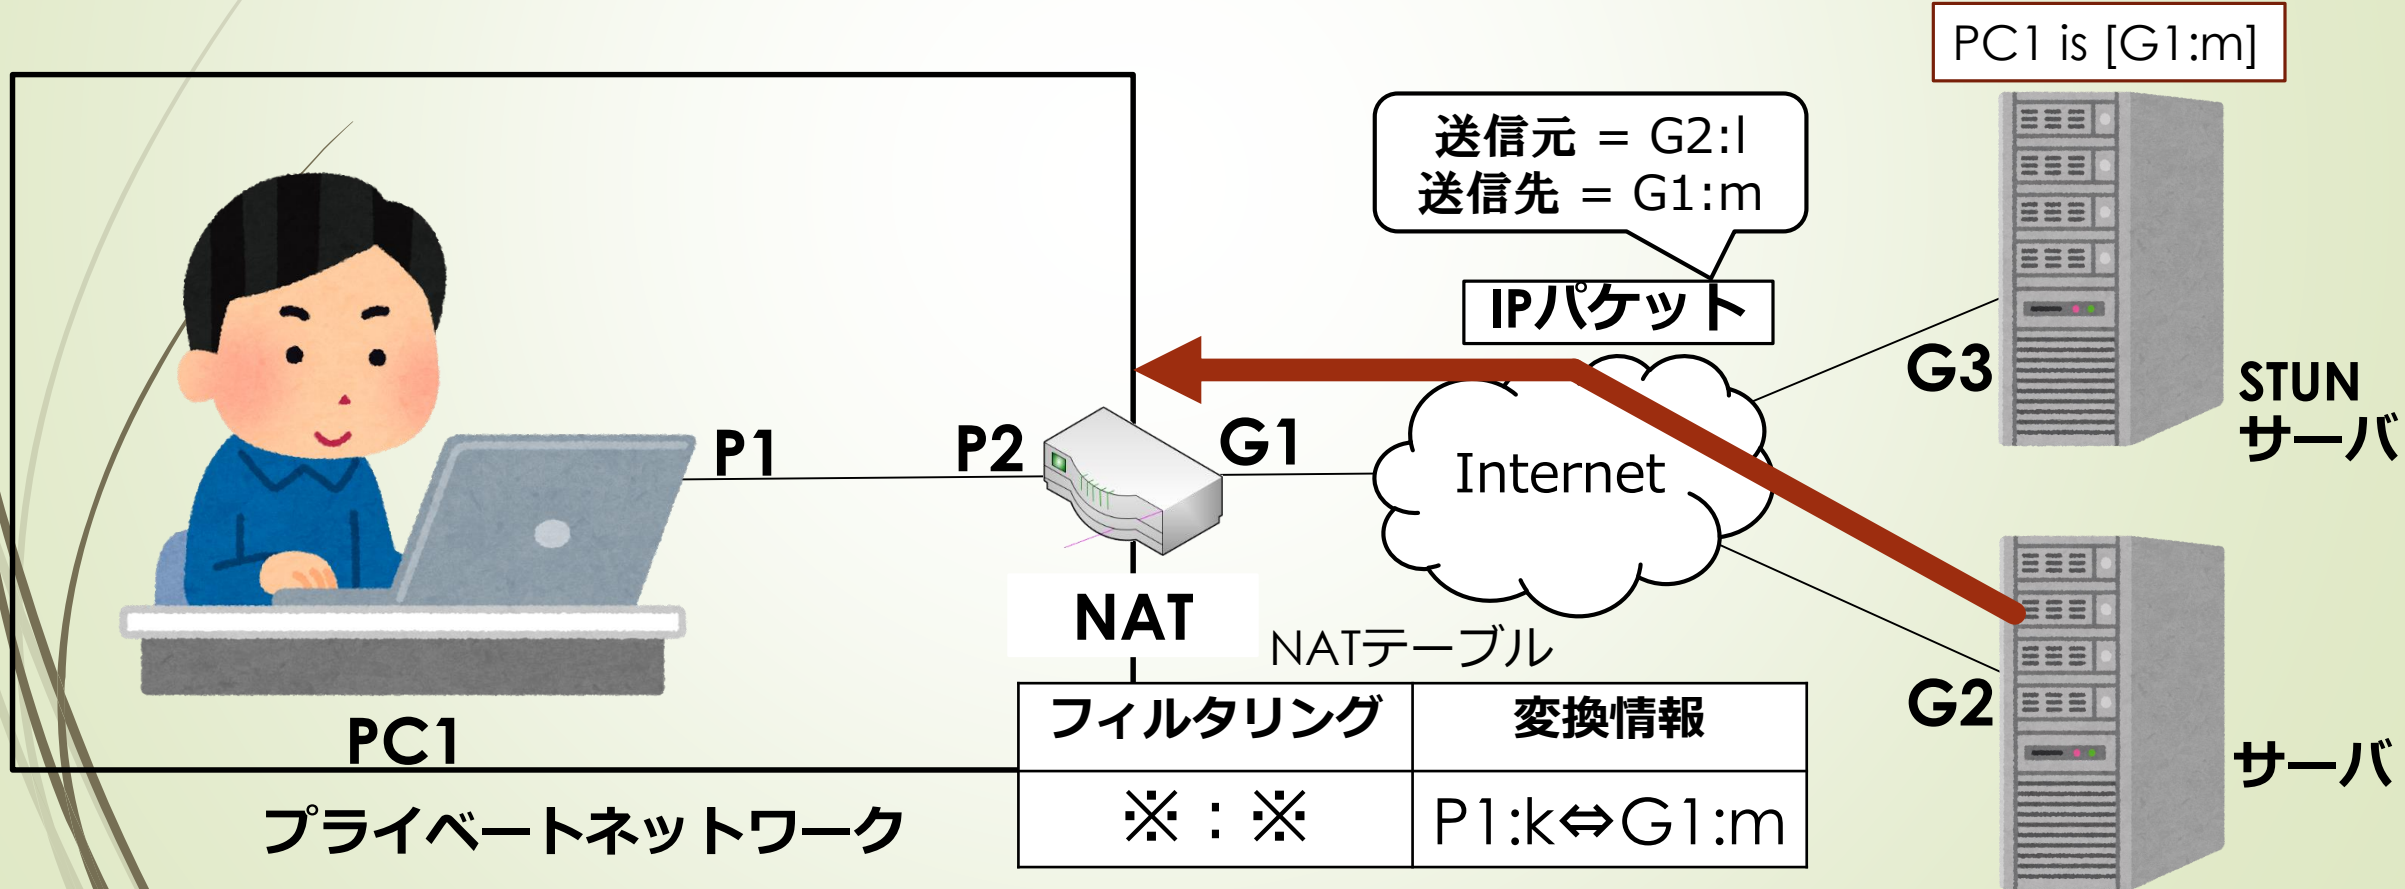 PC1 is [G1:m]
送信元 = G2:l
送信先 = G1:m
IPパケット
G3
STUN
サーバ
P1
P2
G1
Internet
NAT
NATテーブル
G2
サーバ
フィルタリング
変換情報
※：※
P1:k⇔G1:m
PC1
プライベートネットワーク